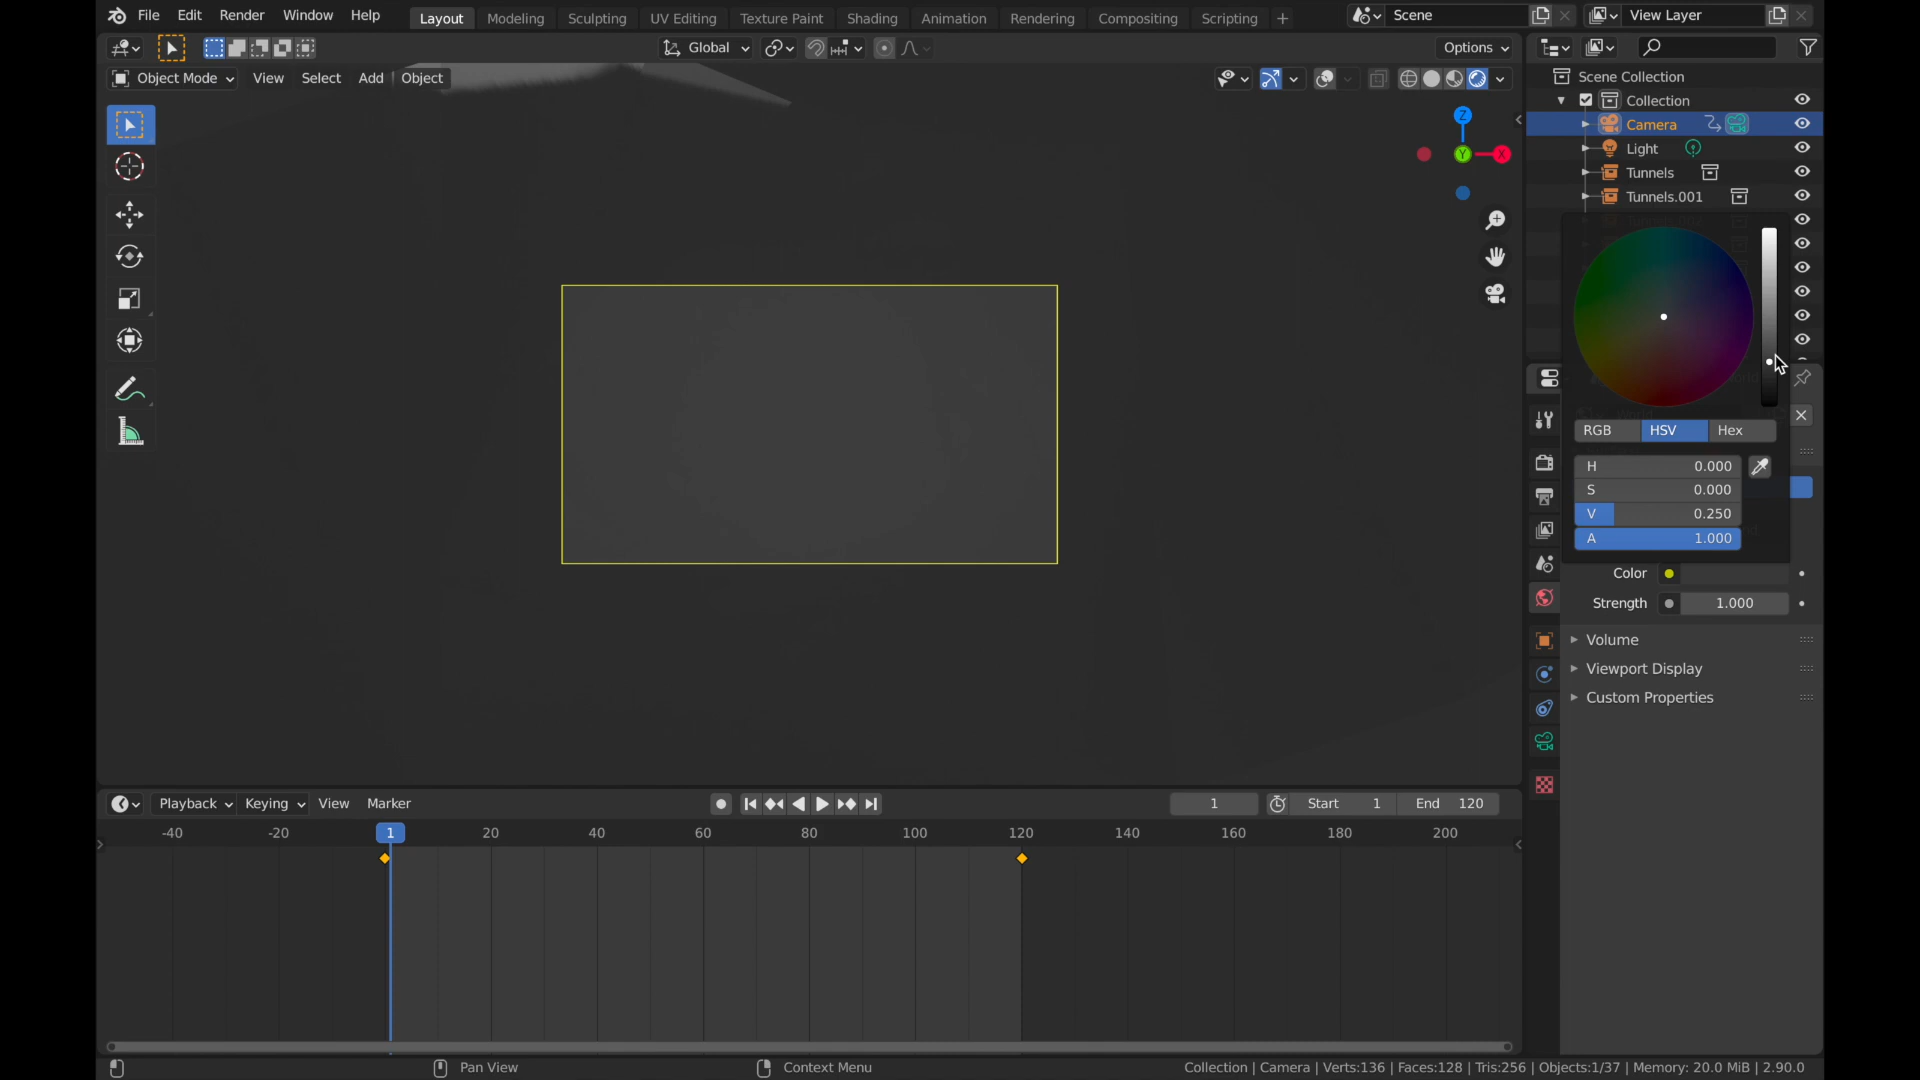 File Edit Render Window Help Layout Modeling Sculpting UV Editing Texture Paint Shading Animation Rendering Compositing Scripting + Scene View Layer
Global Options
Object Mode View Select Add Object
Scene Collection
Collection
Camera
Light
Tunnels
Tunnels.001
Z
Y X
RGB HSV Hex
H 0.000
S 0.000
V 0.250
A 1.000
Color
Strength 1.000
Volume
Viewport Display
Custom Properties
Playback Keying View Marker 1 Start 1 End 120
-40 -20 1 20 40 60 80 100 120 140 160 180 200
Pan View Context Menu Collection | Camera | Verts:136 | Faces:128 | Tris:256 | Objects:1/37 | Memory: 20.0 MiB | 2.90.0